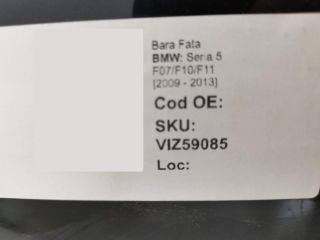 Bara Fata
BMW: Seria 5
F07/F10/F11
[2009 - 2013]
Cod OE:
SKU:
VIZ59085
Loc: